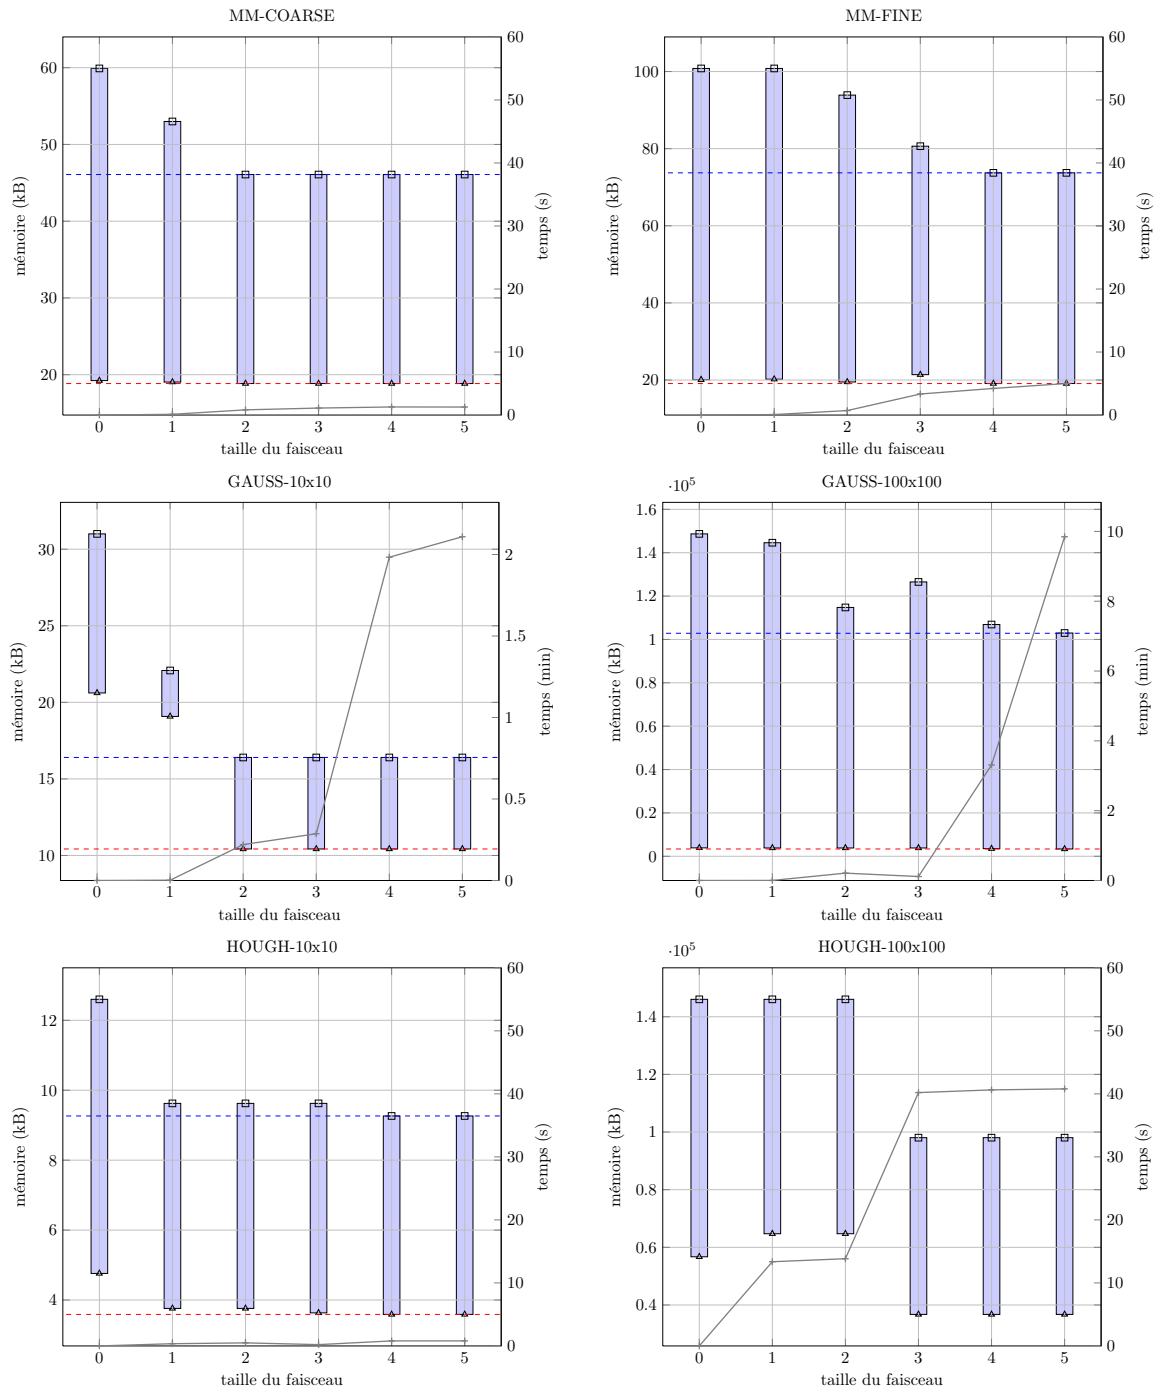 MM-COARSE
60
50
40
30
20
mémoire (kB)
60
50
40
30
20
10
0
temps (s)
0 1 2 3 4 5
taille du faisceau
MM-FINE
100
80
60
40
20
mémoire (kB)
60
50
40
30
20
10
0
temps (s)
0 1 2 3 4 5
taille du faisceau
GAUSS-10x10
30
25
20
15
10
mémoire (kB)
2
1.5
1
0.5
0
temps (min)
0 1 2 3 4 5
taille du faisceau
GAUSS-100x100
·10^5
1.6
1.4
1.2
1
0.8
0.6
0.4
0.2
0
mémoire (kB)
10
8
6
4
2
0
temps (min)
0 1 2 3 4 5
taille du faisceau
HOUGH-10x10
12
10
8
6
4
mémoire (kB)
60
50
40
30
20
10
0
temps (s)
0 1 2 3 4 5
taille du faisceau
HOUGH-100x100
·10^5
1.4
1.2
1
0.8
0.6
0.4
mémoire (kB)
60
50
40
30
20
10
0
temps (s)
0 1 2 3 4 5
taille du faisceau